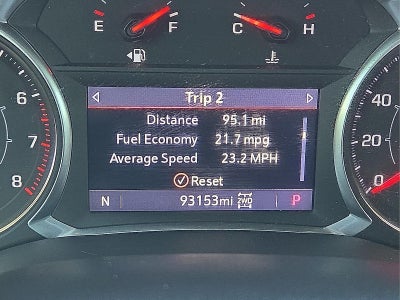 E F C H
Trip 2
Distance 95.1 mi
Fuel Economy 21.7 mpg
Average Speed 23.2 MPH
Reset
N 93153mi 2WD P
6
7
8
40
20
0